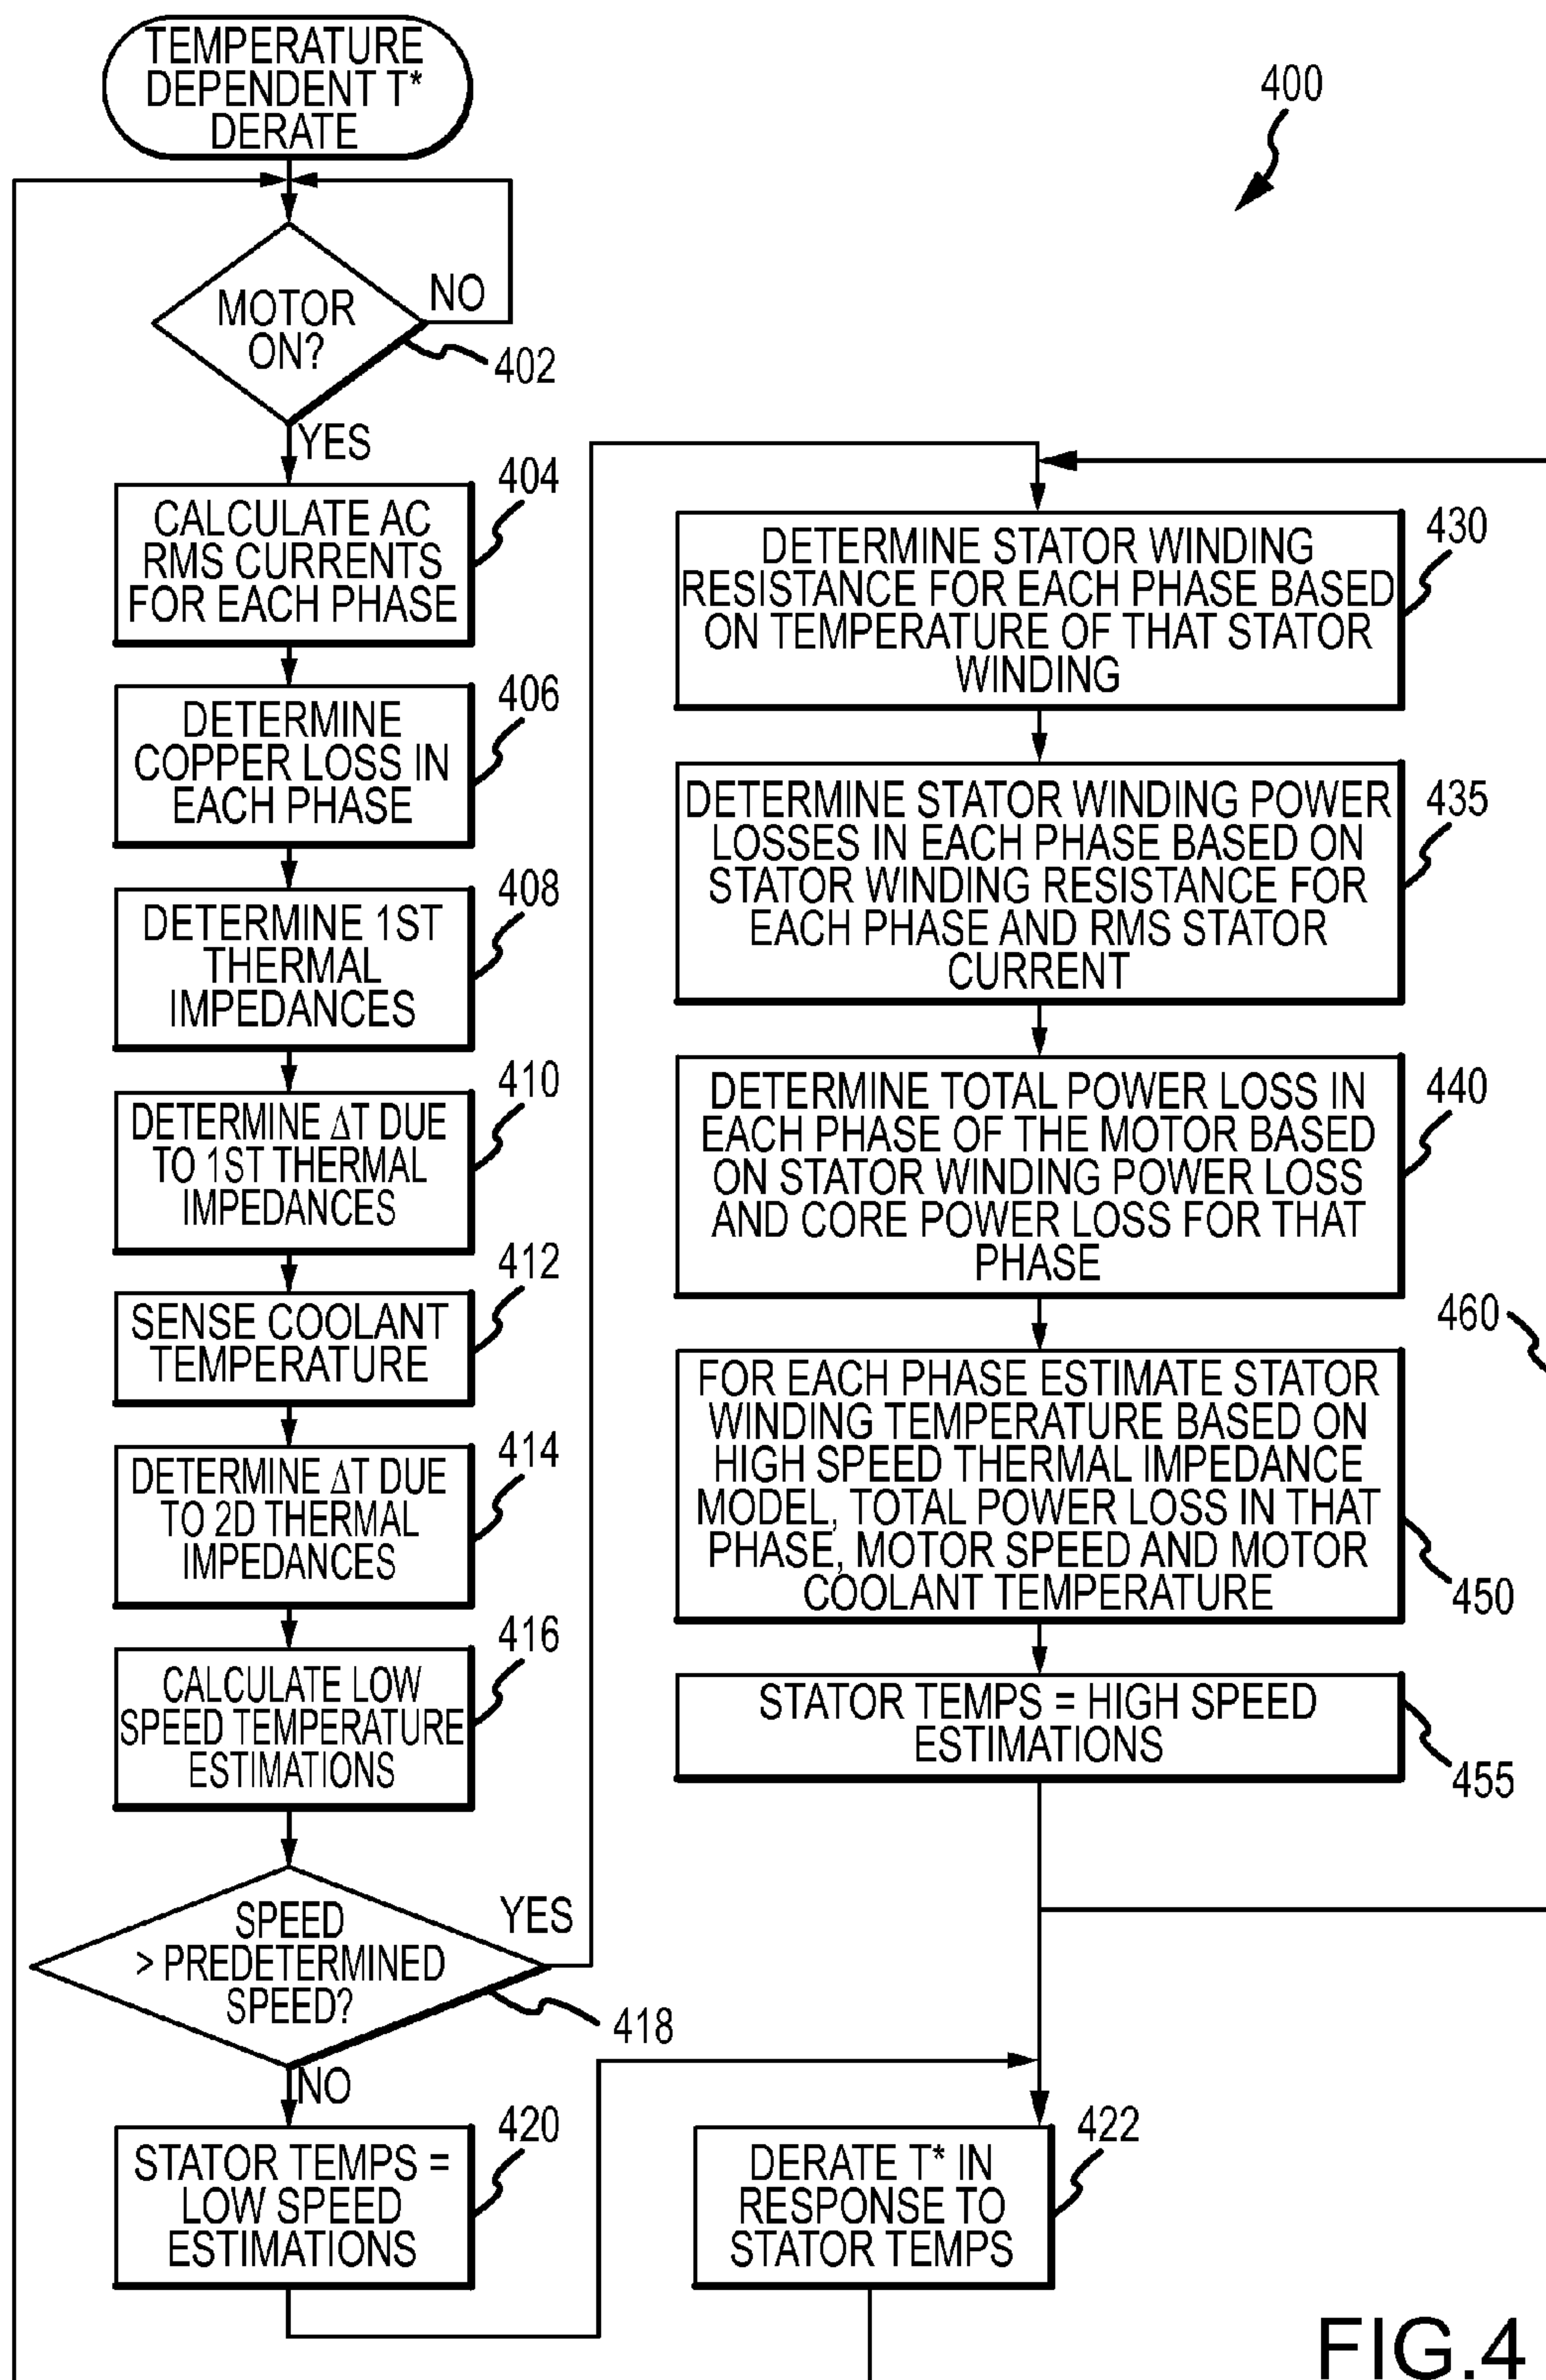 TEMPERATURE
DEPENDENT T*
DERATE
400
MOTOR
ON?
NO
402
YES
404
CALCULATE AC
RMS CURRENTS
FOR EACH PHASE
406
DETERMINE
COPPER LOSS IN
EACH PHASE
408
DETERMINE 1ST
THERMAL
IMPEDANCES
410
DETERMINE ΔT DUE
TO 1ST THERMAL
IMPEDANCES
412
SENSE COOLANT
TEMPERATURE
414
DETERMINE ΔT DUE
TO 2D THERMAL
IMPEDANCES
416
CALCULATE LOW
SPEED TEMPERATURE
ESTIMATIONS
SPEED
> PREDETERMINED
SPEED?
YES
418
NO
420
STATOR TEMPS =
LOW SPEED
ESTIMATIONS
430
DETERMINE STATOR WINDING
RESISTANCE FOR EACH PHASE BASED
ON TEMPERATURE OF THAT STATOR
WINDING
435
DETERMINE STATOR WINDING POWER
LOSSES IN EACH PHASE BASED ON
STATOR WINDING RESISTANCE FOR
EACH PHASE AND RMS STATOR
CURRENT
440
DETERMINE TOTAL POWER LOSS IN
EACH PHASE OF THE MOTOR BASED
ON STATOR WINDING POWER LOSS
AND CORE POWER LOSS FOR THAT
PHASE
460
FOR EACH PHASE ESTIMATE STATOR
WINDING TEMPERATURE BASED ON
HIGH SPEED THERMAL IMPEDANCE
MODEL, TOTAL POWER LOSS IN THAT
PHASE, MOTOR SPEED AND MOTOR
COOLANT TEMPERATURE
450
STATOR TEMPS = HIGH SPEED
ESTIMATIONS
455
422
DERATE T* IN
RESPONSE TO
STATOR TEMPS
FIG.4